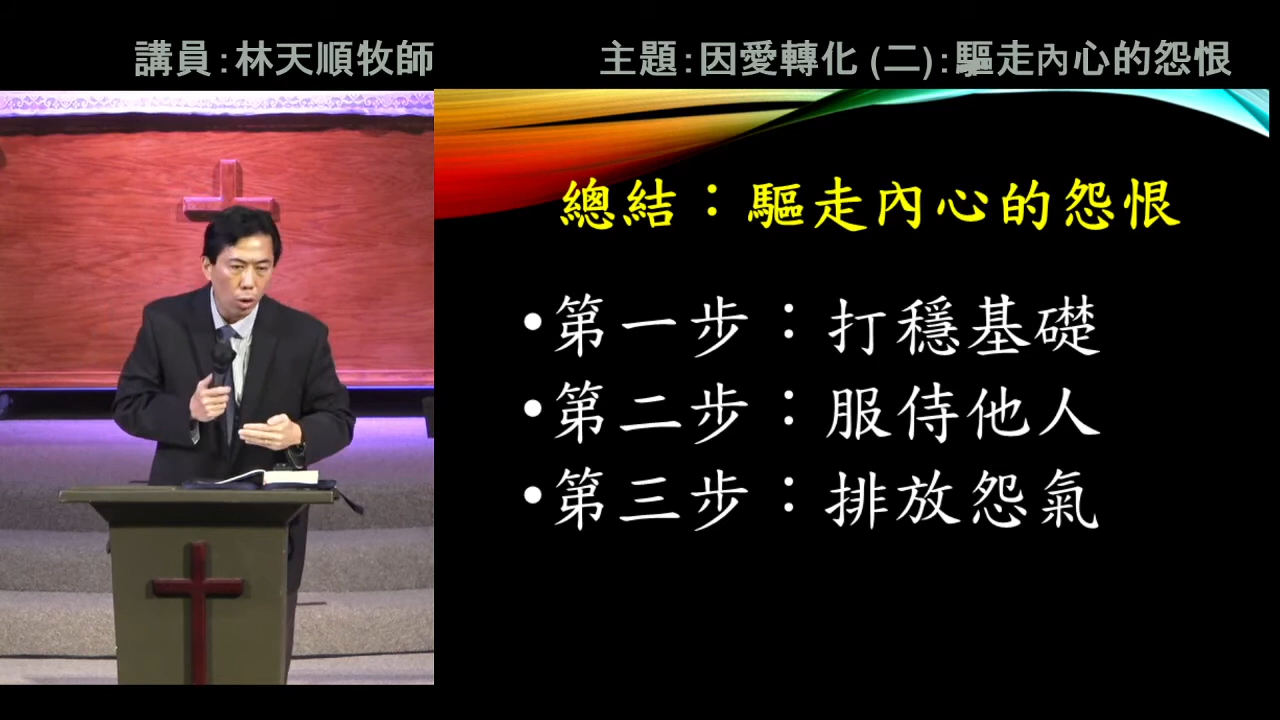 講員:林天順牧師
主題:因愛轉化 (二):驅走內心的怨恨
總結：驅走內心的怨恨
•第一步：打穩基礎
•第二步：服侍他人
•第三步：排放怨氣